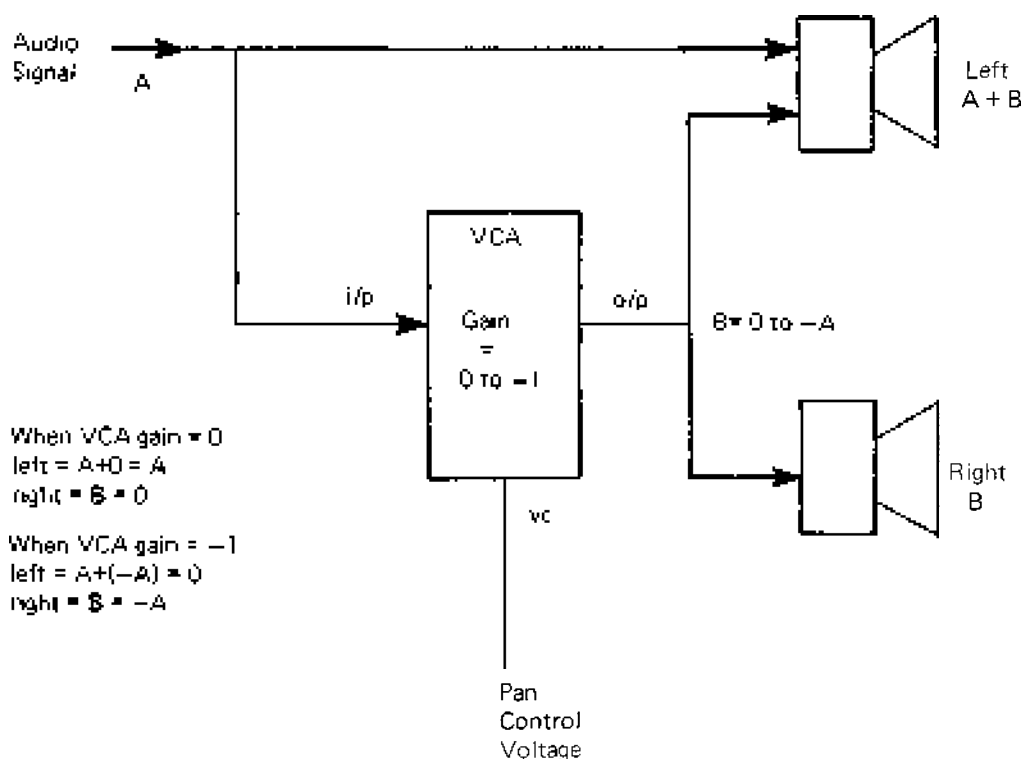 Audio
Signal
A
Left
A + B
VCA
i/p
o/p
Gain
=
0 to -1
B = 0 to -A
When VCA gain = 0
left = A+0 = A
right = B = 0
Right
B
vc
When VCA gain = -1
left = A+(-A) = 0
right = B = -A
Pan
Control
Voltage